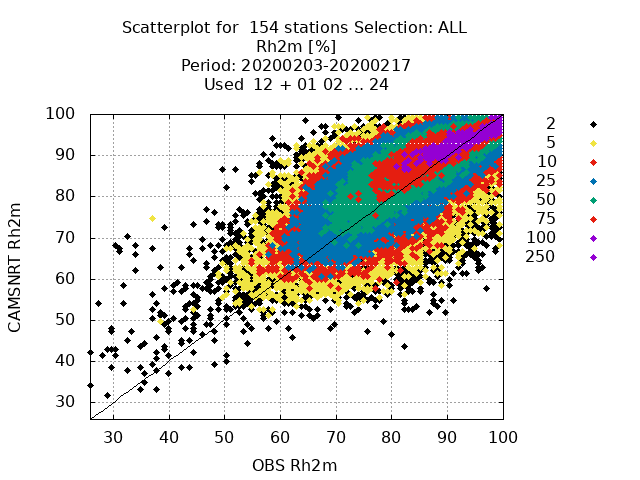 Scatterplot for  154 stations Selection: ALL
Rh2m [%]
Period: 20200203-20200217
Used  12 + 01 02 ... 24
100
90
80
70
60
50
40
30
CAMSNRT Rh2m
30 40 50 60 70 80 90 100
OBS Rh2m
2
5
10
25
50
75
100
250